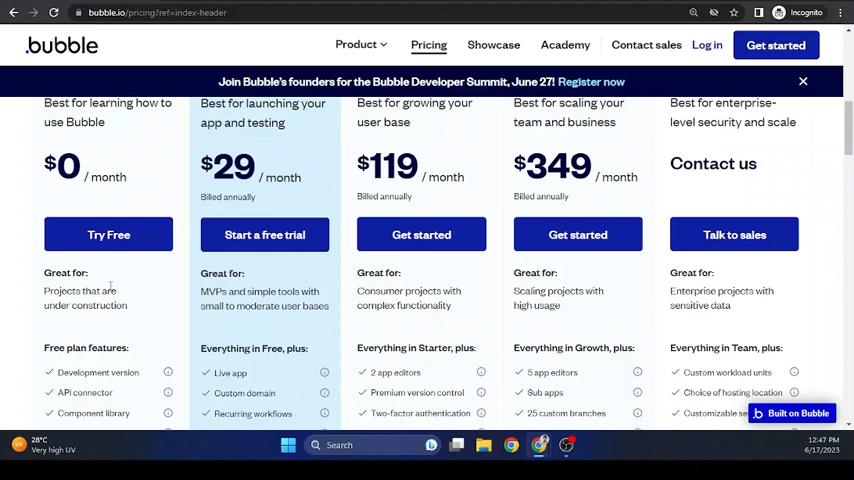 bubble.io/pricing?ref=index-header
Incognito
.bubble
Product
Pricing
Showcase
Academy
Contact sales
Log in
Get started
Join Bubble's founders for the Bubble Developer Summit, June 27! Register now
Best for learning how to
use Bubble
$0 / month
Try Free
Great for:
Projects that are
under construction
Free plan features:
Development version
API connector
Component library
Best for launching your
app and testing
$29 / month
Billed annually
Start a free trial
Great for:
MVPs and simple tools with
small to moderate user bases
Everything in Free, plus:
Live app
Custom domain
Recurring workflows
Best for growing your
user base
$119 / month
Billed annually
Get started
Great for:
Consumer projects with
complex functionality
Everything in Starter, plus:
2 app editors
Premium version control
Two-factor authentication
Best for scaling your
team and business
$349 / month
Billed annually
Get started
Great for:
Scaling projects with
high usage
Everything in Growth, plus:
5 app editors
Sub apps
25 custom branches
Best for enterprise-
level security and scale
Contact us
Talk to sales
Great for:
Enterprise projects with
sensitive data
Everything in Team, plus:
Custom workload units
Choice of hosting location
Customizable se
Built on Bubble
UV
28°C
Very high UV
Search
12:47 PM
6/17/2023